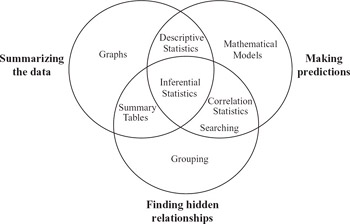 Summarizing
the data
Graphs
Descriptive
Statistics
Mathematical
Models
Making
predictions
Inferential
Statistics
Summary
Tables
Correlation
Statistics
Searching
Grouping
Finding hidden
relationships